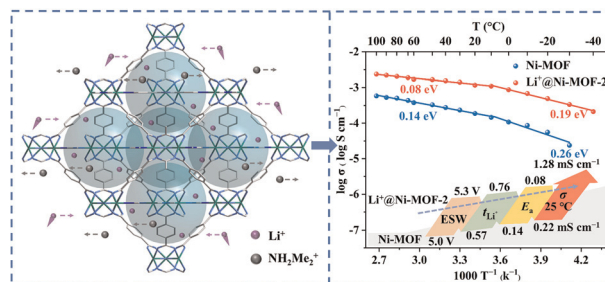 Li⁺
NH₂Me₂⁺
T (°C)
100 80 60 40 20 0 -20 -40
log σ (log S cm⁻¹)
-2
-3
-4
-5
-6
-7
Ni-MOF
Li⁺@Ni-MOF-2
0.08 eV
0.14 eV
0.19 eV
0.26 eV
1.28 mS cm⁻¹
Li⁺@Ni-MOF-2
5.3 V
0.76
0.08
ESW
t Li⁺
Eₐ
σ
25 °C
Ni-MOF
5.0 V
0.57
0.14
0.22 mS cm⁻¹
2.7 3.0 3.3 3.6 3.9 4.2
1000 T⁻¹ (k⁻¹)